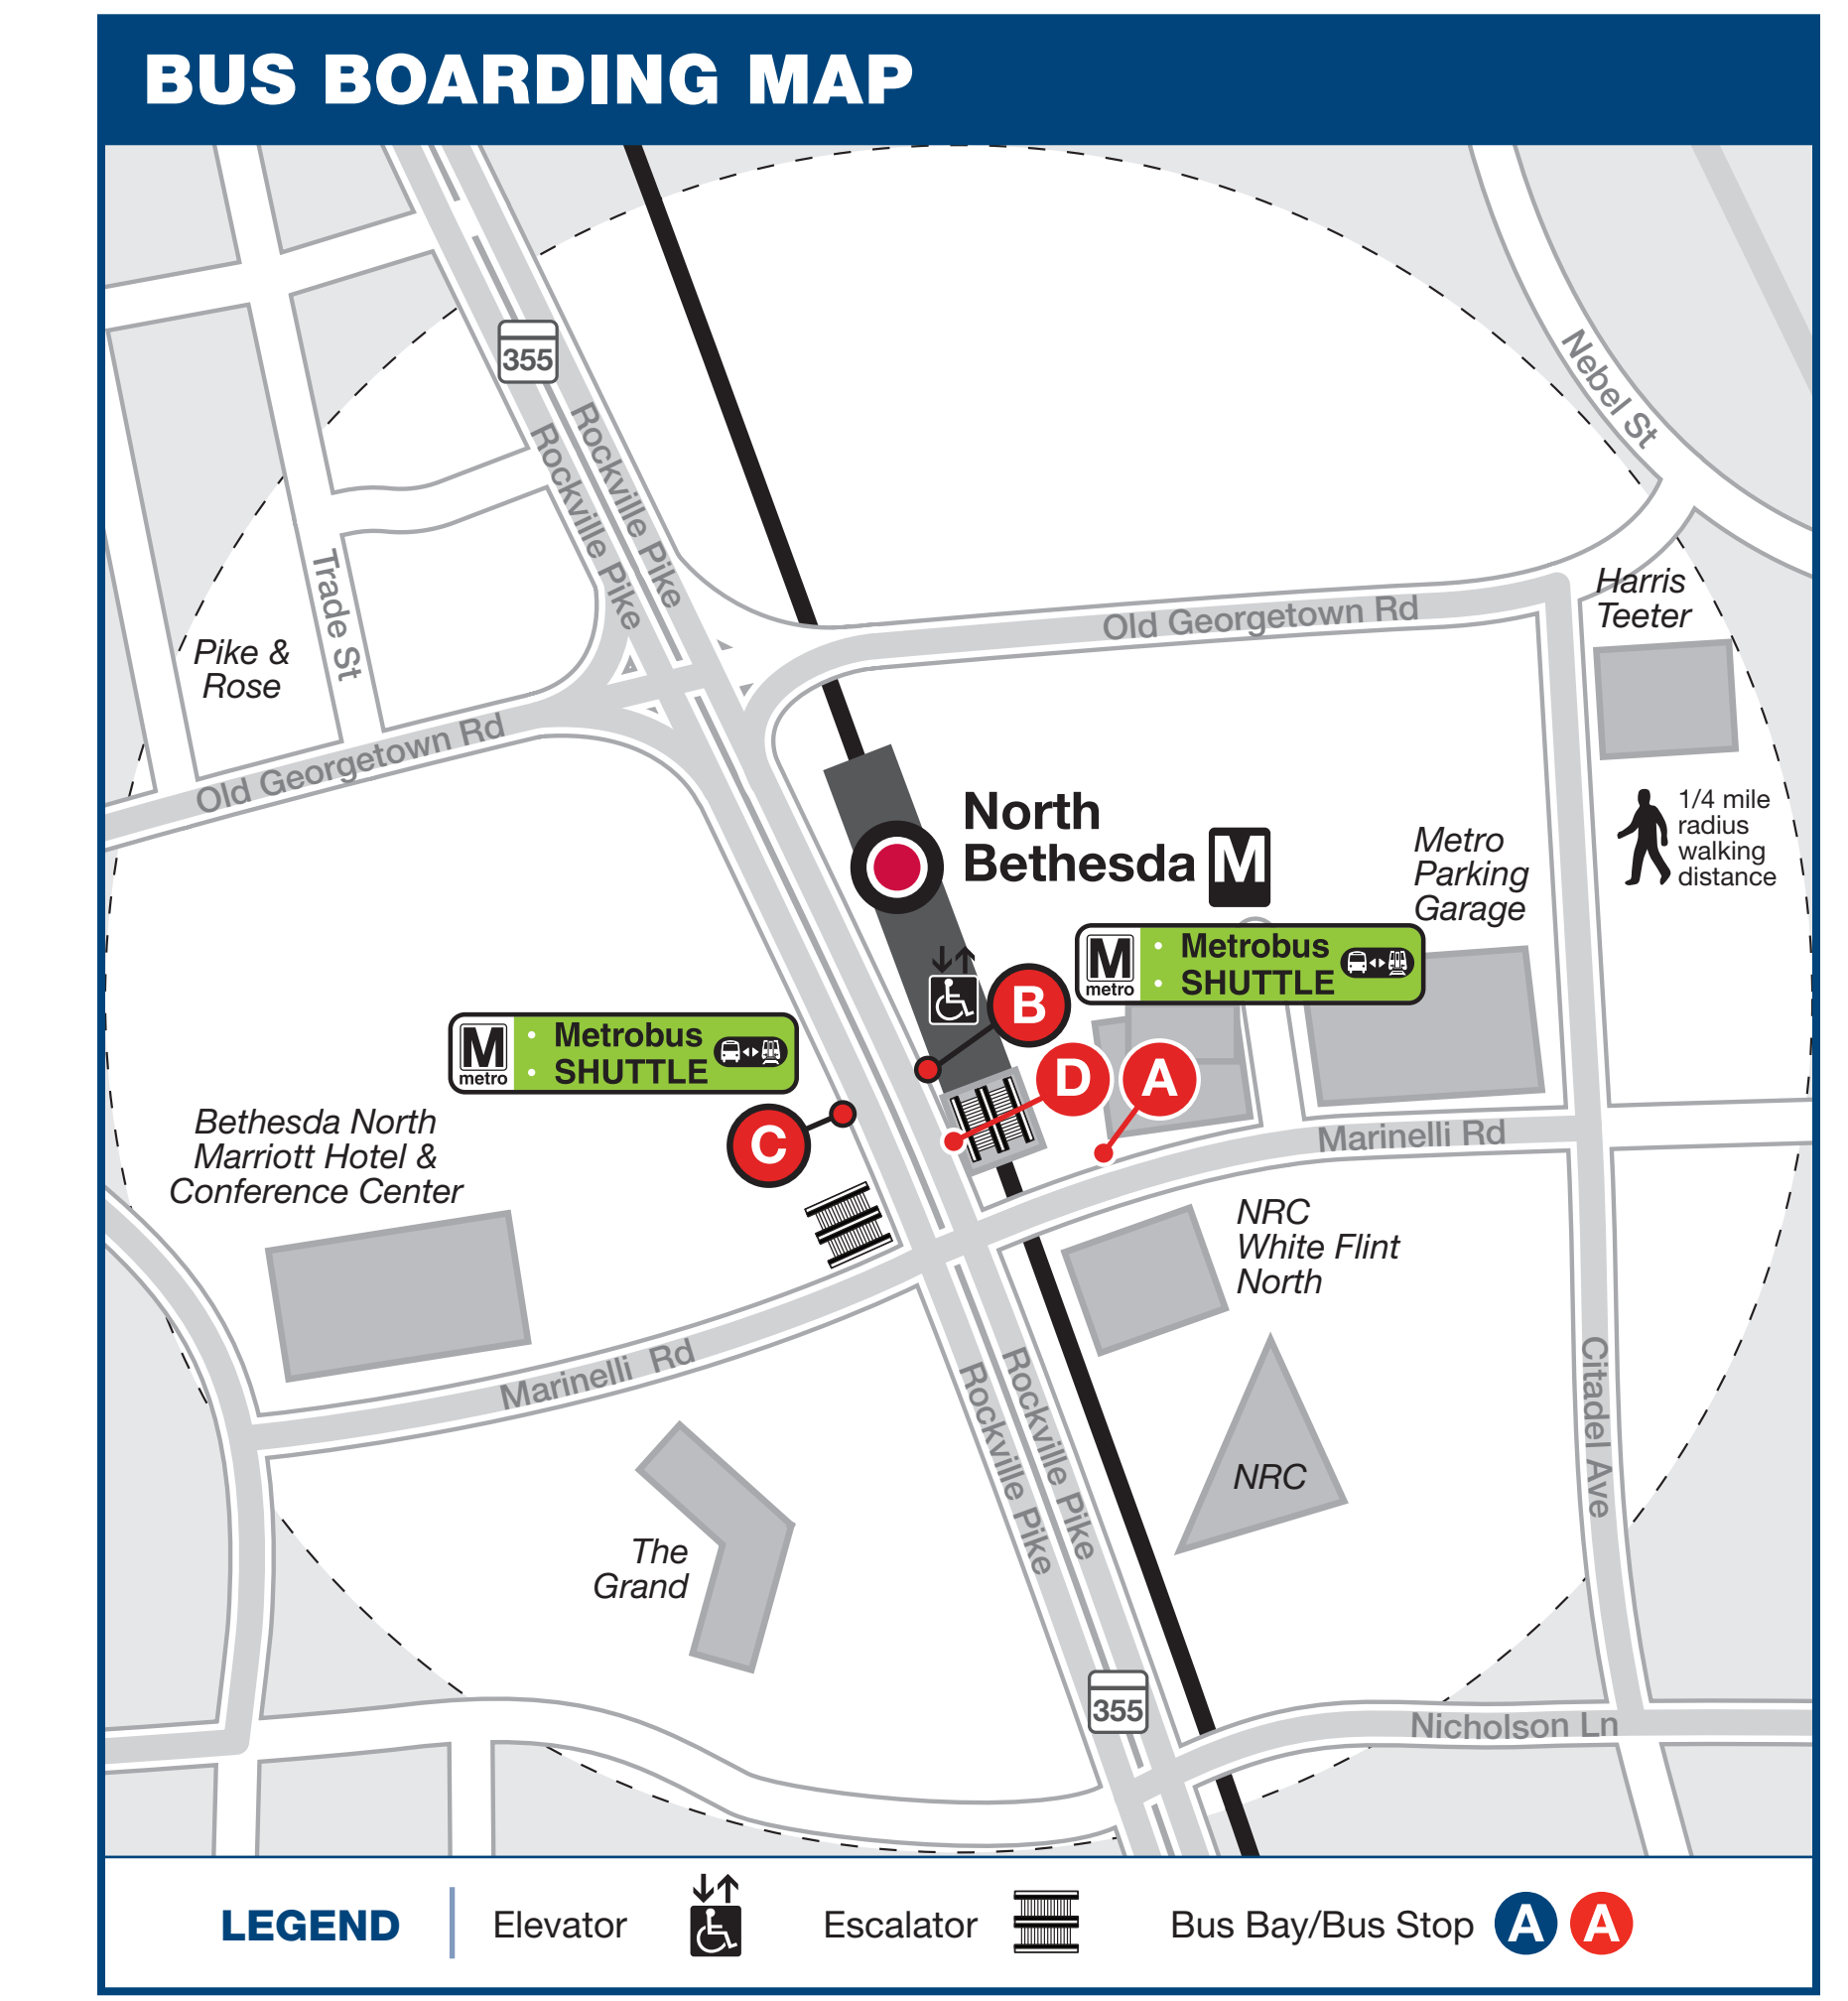 BUS BOARDING MAP
355
Rockville Pike
Rockville Pike
Nebel St
Trade St
Pike &
Rose
Old Georgetown Rd
Old Georgetown Rd
Harris
Teeter
1/4 mile
radius
walking
distance
North
Bethesda
M
Metro
Parking
Garage
M
metro
Metrobus
SHUTTLE
B
M
metro
Metrobus
SHUTTLE
D
A
C
Bethesda North
Marriott Hotel &
Conference Center
Marinelli Rd
NRC
White Flint
North
Marinelli Rd
Rockville Pike
Rockville Pike
Citadel Ave
NRC
The
Grand
355
Nicholson Ln
LEGEND
Elevator
Escalator
Bus Bay/Bus Stop
A
A